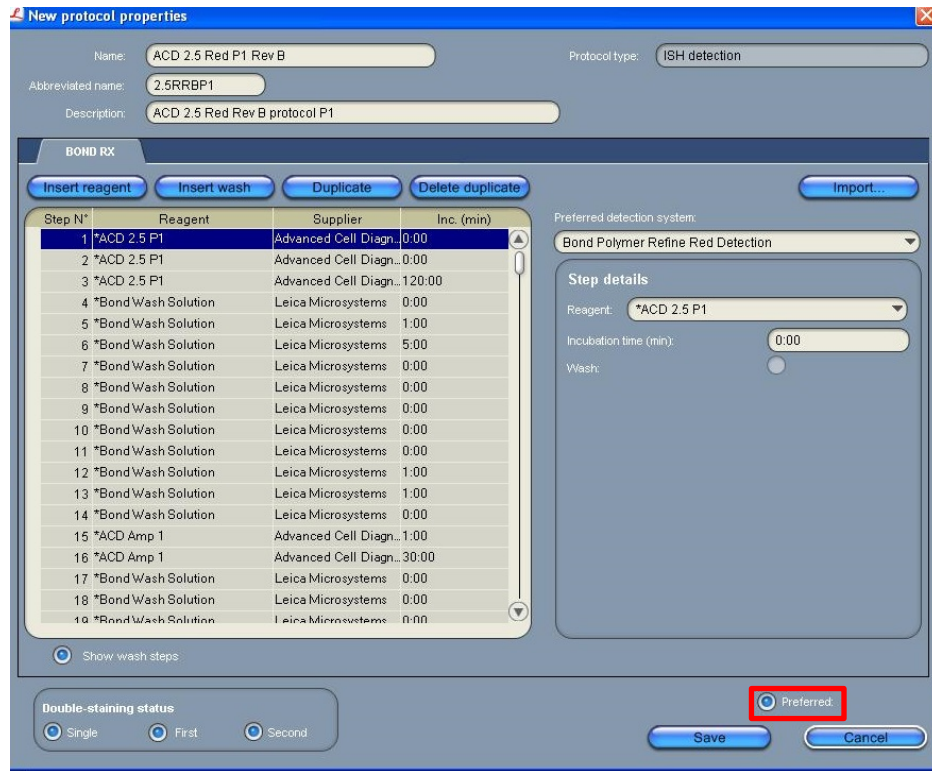 New protocol properties
Name: ACD 2.5 Red P1 Rev B Protocol type: ISH detection
Abbreviated name: 2.5RRBP1
Description: ACD 2.5 Red Rev B protocol P1
BOND RX
Insert reagent Insert wash Duplicate Delete duplicate Import...
Step N° Reagent Supplier Inc. (min) Preferred detection system:
1 *ACD 2.5 P1 Advanced Cell Diagn... 0:00 Bond Polymer Refine Red Detection
2 *ACD 2.5 P1 Advanced Cell Diagn... 0:00
3 *ACD 2.5 P1 Advanced Cell Diagn... 120:00 Step details
4 *Bond Wash Solution Leica Microsystems 0:00 Reagent: *ACD 2.5 P1
5 *Bond Wash Solution Leica Microsystems 1:00
6 *Bond Wash Solution Leica Microsystems 5:00 Incubation time (min): 0:00
7 *Bond Wash Solution Leica Microsystems 0:00 Wash:
8 *Bond Wash Solution Leica Microsystems 0:00
9 *Bond Wash Solution Leica Microsystems 0:00
10 *Bond Wash Solution Leica Microsystems 0:00
11 *Bond Wash Solution Leica Microsystems 0:00
12 *Bond Wash Solution Leica Microsystems 1:00
13 *Bond Wash Solution Leica Microsystems 1:00
14 *Bond Wash Solution Leica Microsystems 0:00
15 *ACD Amp 1 Advanced Cell Diagn... 1:00
16 *ACD Amp 1 Advanced Cell Diagn... 30:00
17 *Bond Wash Solution Leica Microsystems 0:00
18 *Bond Wash Solution Leica Microsystems 0:00
19 *Bond Wash Solution Leica Microsystems 0:00
Show wash steps
Double-staining status Preferred:
Single First Second Save Cancel